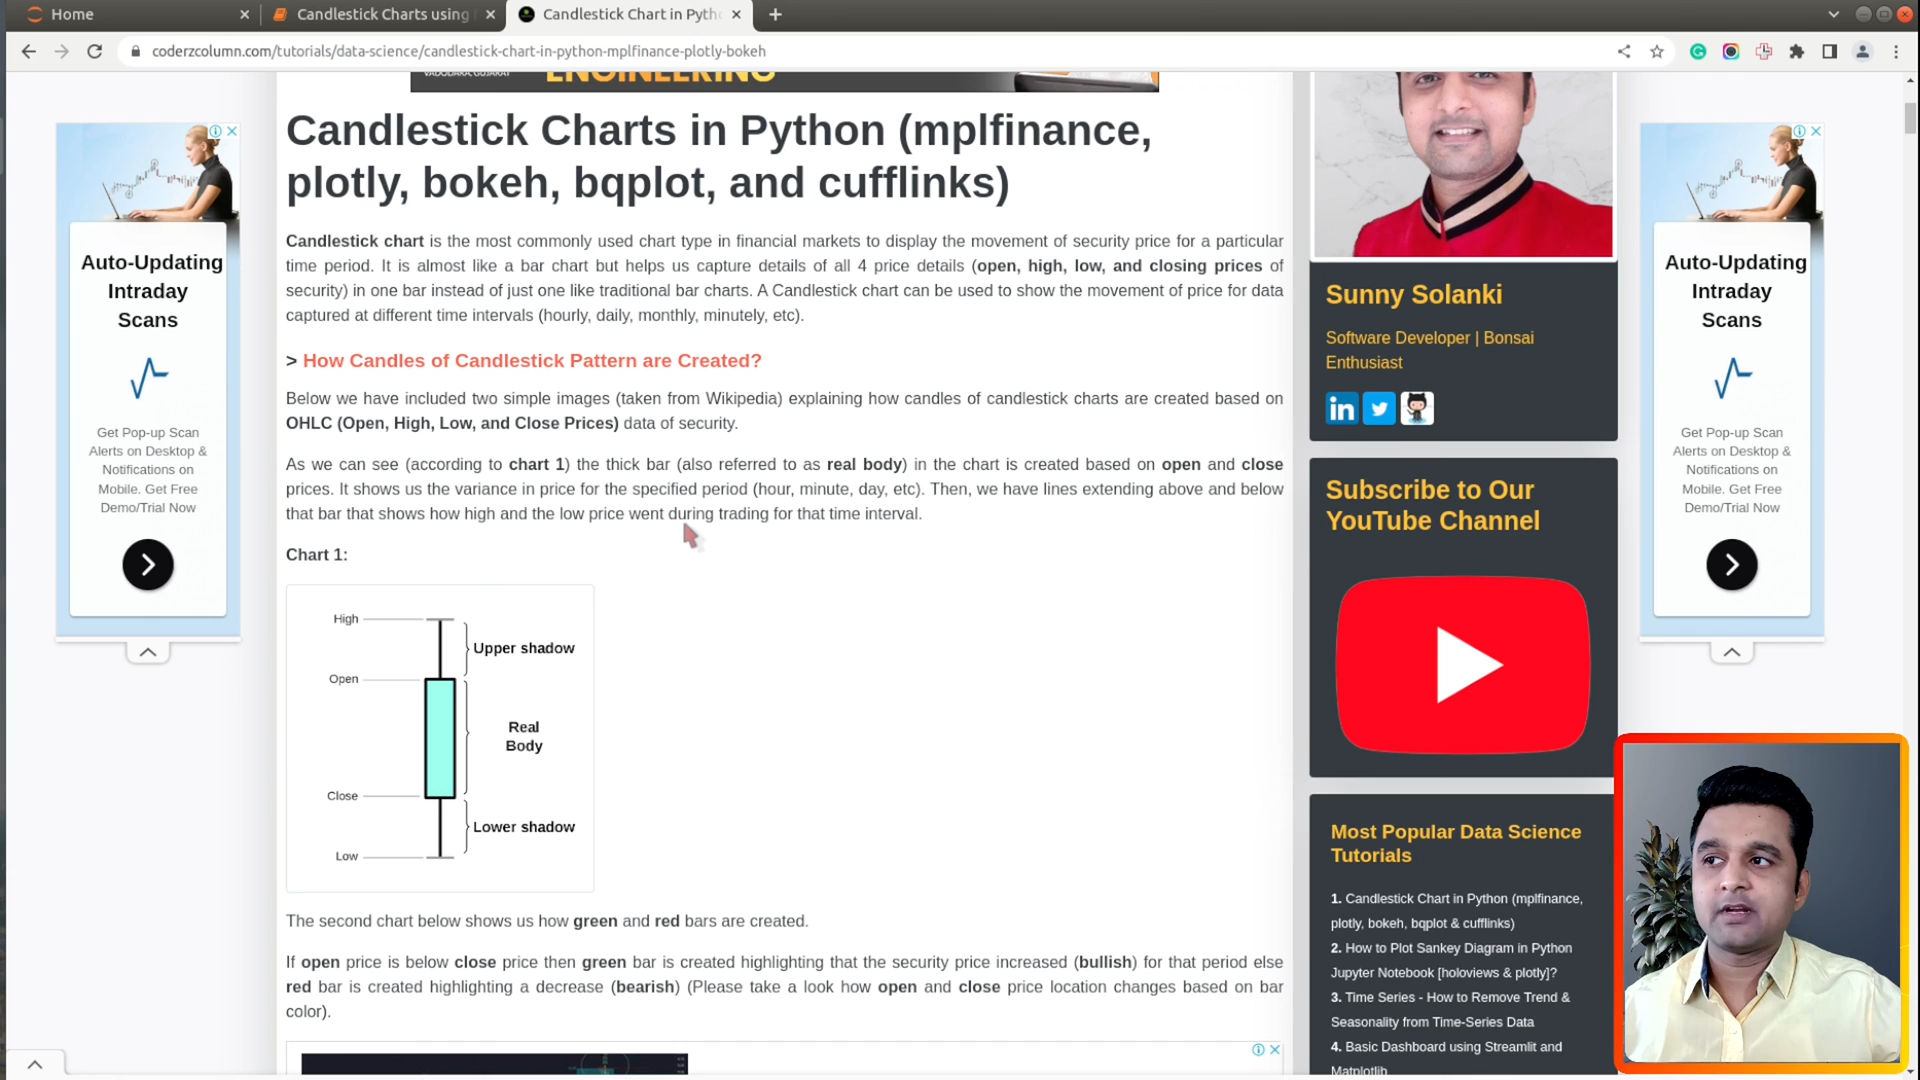 Home
Candlestick Charts using
Candlestick Chart in Pyth
coderzcolumn.com/tutorials/data-science/candlestick-chart-in-python-mplfinance-plotly-bokeh
VADODARA, GUJARAT
ENGINEERING
Candlestick Charts in Python (mplfinance,
plotly, bokeh, bqplot, and cufflinks)
Candlestick chart is the most commonly used chart type in financial markets to display the movement of security price for a particular
time period. It is almost like a bar chart but helps us capture details of all 4 price details (open, high, low, and closing prices of
security) in one bar instead of just one like traditional bar charts. A Candlestick chart can be used to show the movement of price for data
captured at different time intervals (hourly, daily, monthly, minutely, etc).
> How Candles of Candlestick Pattern are Created?
Below we have included two simple images (taken from Wikipedia) explaining how candles of candlestick charts are created based on
OHLC (Open, High, Low, and Close Prices) data of security.
As we can see (according to chart 1) the thick bar (also referred to as real body) in the chart is created based on open and close
prices. It shows us the variance in price for the specified period (hour, minute, day, etc). Then, we have lines extending above and below
that bar that shows how high and the low price went during trading for that time interval.
Chart 1:
High
Upper shadow
Open
Real
Body
Close
Lower shadow
Low
The second chart below shows us how green and red bars are created.
If open price is below close price then green bar is created highlighting that the security price increased (bullish) for that period else
red bar is created highlighting a decrease (bearish) (Please take a look how open and close price location changes based on bar
color).
Auto-Updating
Intraday
Scans
Get Pop-up Scan
Alerts on Desktop &
Notifications on
Mobile. Get Free
Demo/Trial Now
Sunny Solanki
Software Developer | Bonsai
Enthusiast
in
Subscribe to Our
YouTube Channel
Most Popular Data Science
Tutorials
1. Candlestick Chart in Python (mplfinance,
plotly, bokeh, bqplot & cufflinks)
2. How to Plot Sankey Diagram in Python
Jupyter Notebook [holoviews & plotly]?
3. Time Series - How to Remove Trend &
Seasonality from Time-Series Data
4. Basic Dashboard using Streamlit and
Matplotlib
Auto-Updating
Intraday
Scans
Get Pop-up Scan
Alerts on Desktop &
Notifications on
Mobile. Get Free
Demo/Trial Now